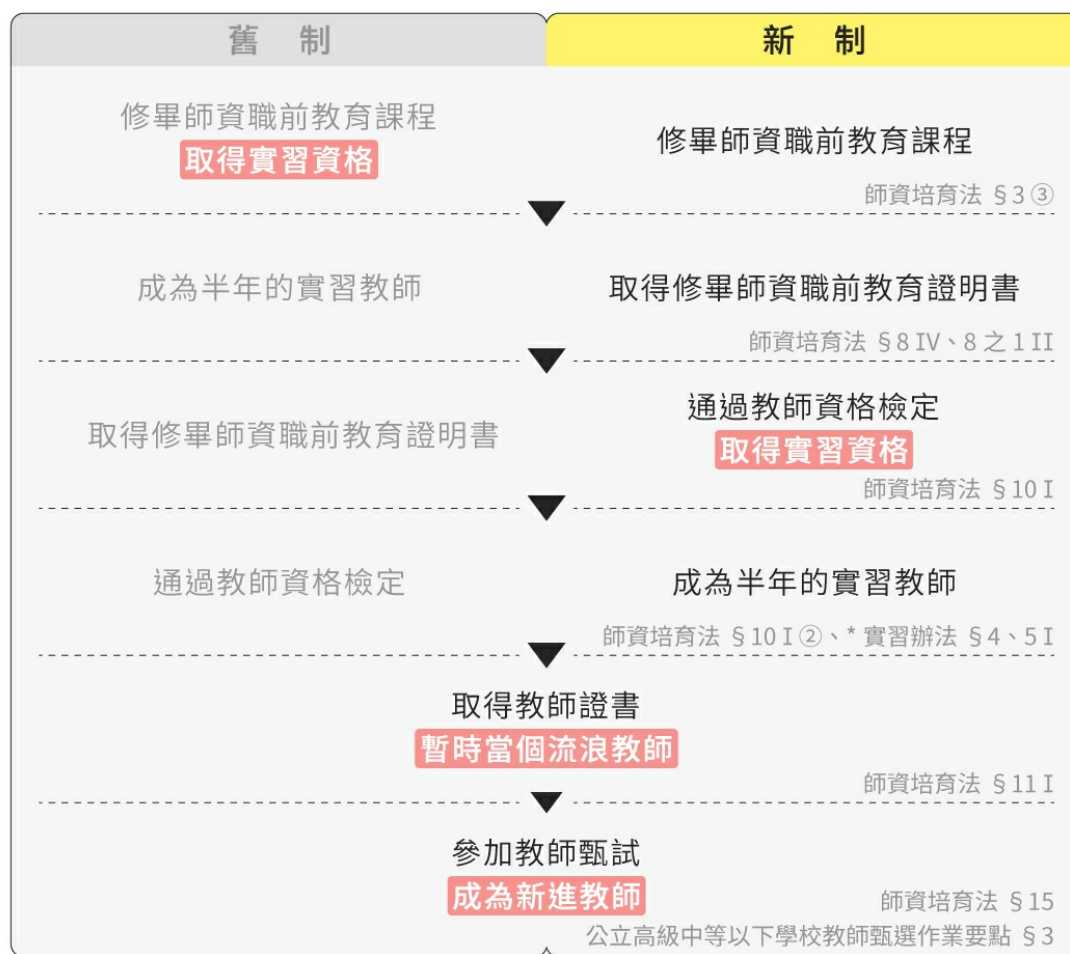 舊 制
新 制
修畢師資職前教育課程
取得實習資格
修畢師資職前教育課程
師資培育法 §3③
成為半年的實習教師
取得修畢師資職前教育證明書
師資培育法 §8 IV、8 之 1 II
取得修畢師資職前教育證明書
通過教師資格檢定
取得實習資格
師資培育法 §10 I
通過教師資格檢定
成為半年的實習教師
師資培育法 §10 I②、* 實習辦法 §4、5 I
取得教師證書
暫時當個流浪教師
師資培育法 §11 I
參加教師甄試
成為新進教師
師資培育法 §15
公立高級中等以下學校教師甄選作業要點 §3